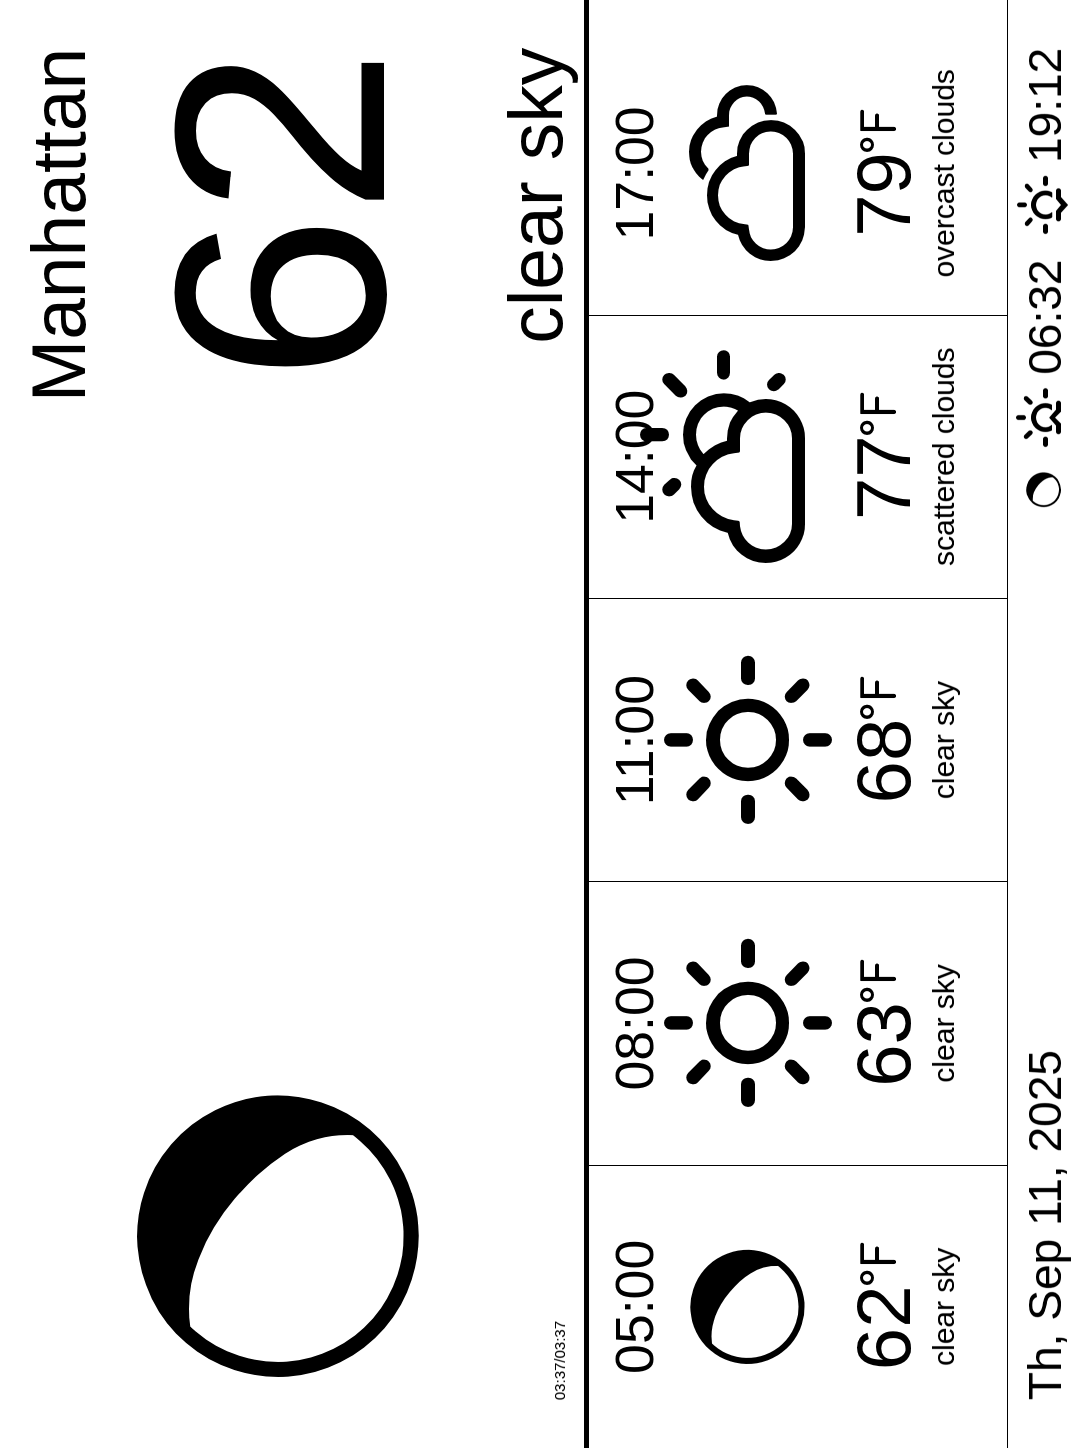 Manhattan
62
clear sky
03:37/03:37
05:00
62°F
clear sky
08:00
63°F
clear sky
11:00
68°F
clear sky
14:00
77°F
scattered clouds
17:00
79°F
overcast clouds
Th, Sep 11, 2025
06:32
19:12